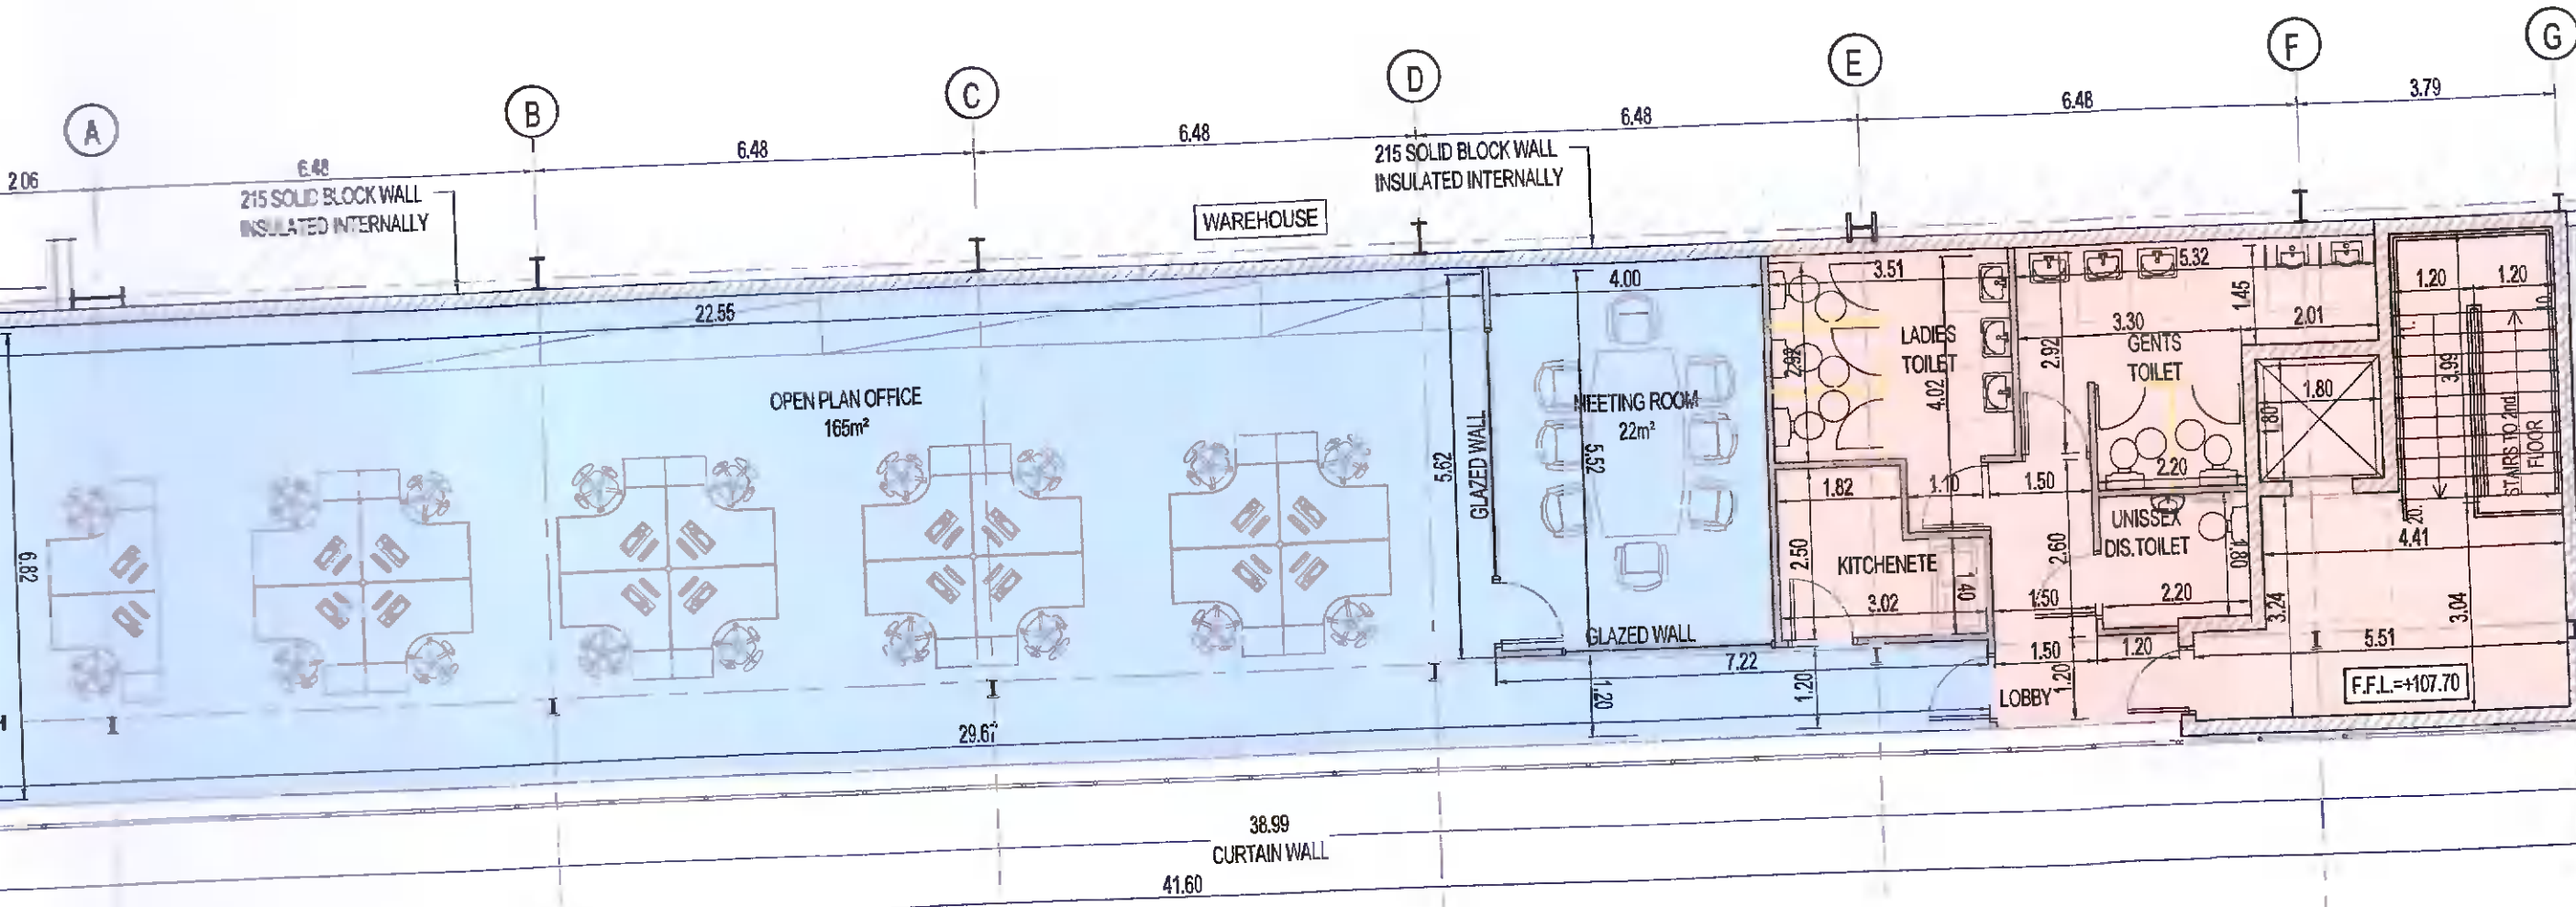 A
B
C
D
E
F
G
2.06
6.48
6.48
6.48
6.48
6.48
3.79
215 SOLID BLOCK WALL
INSULATED INTERNALLY
215 SOLID BLOCK WALL
INSULATED INTERNALLY
WAREHOUSE
22.55
4.00
3.51
5.32
1.20
1.20
1.45
10
3.30
2.01
LADIES
TOILET
GENTS
TOILET
2.92
4.02
2.92
3.99
1.80
1.80
OPEN PLAN OFFICE
165m²
MEETING ROOM
22m²
5.62
GLAZED WALL
5.52
STAIRS TO 2nd
FLOOR
1.82
1.10
1.50
2.20
20
UNISSEX
DIS.TOILET
1.80
4.41
6.82
2.50
KITCHENETE
1.40
2.60
3.02
1.50
2.20
3.24
3.04
GLAZED WALL
7.22
1.50
1.20
5.51
1.20
1.20
LOBBY
1.20
F.F.L.=+107.70
29.67
38.99
CURTAIN WALL
41.60